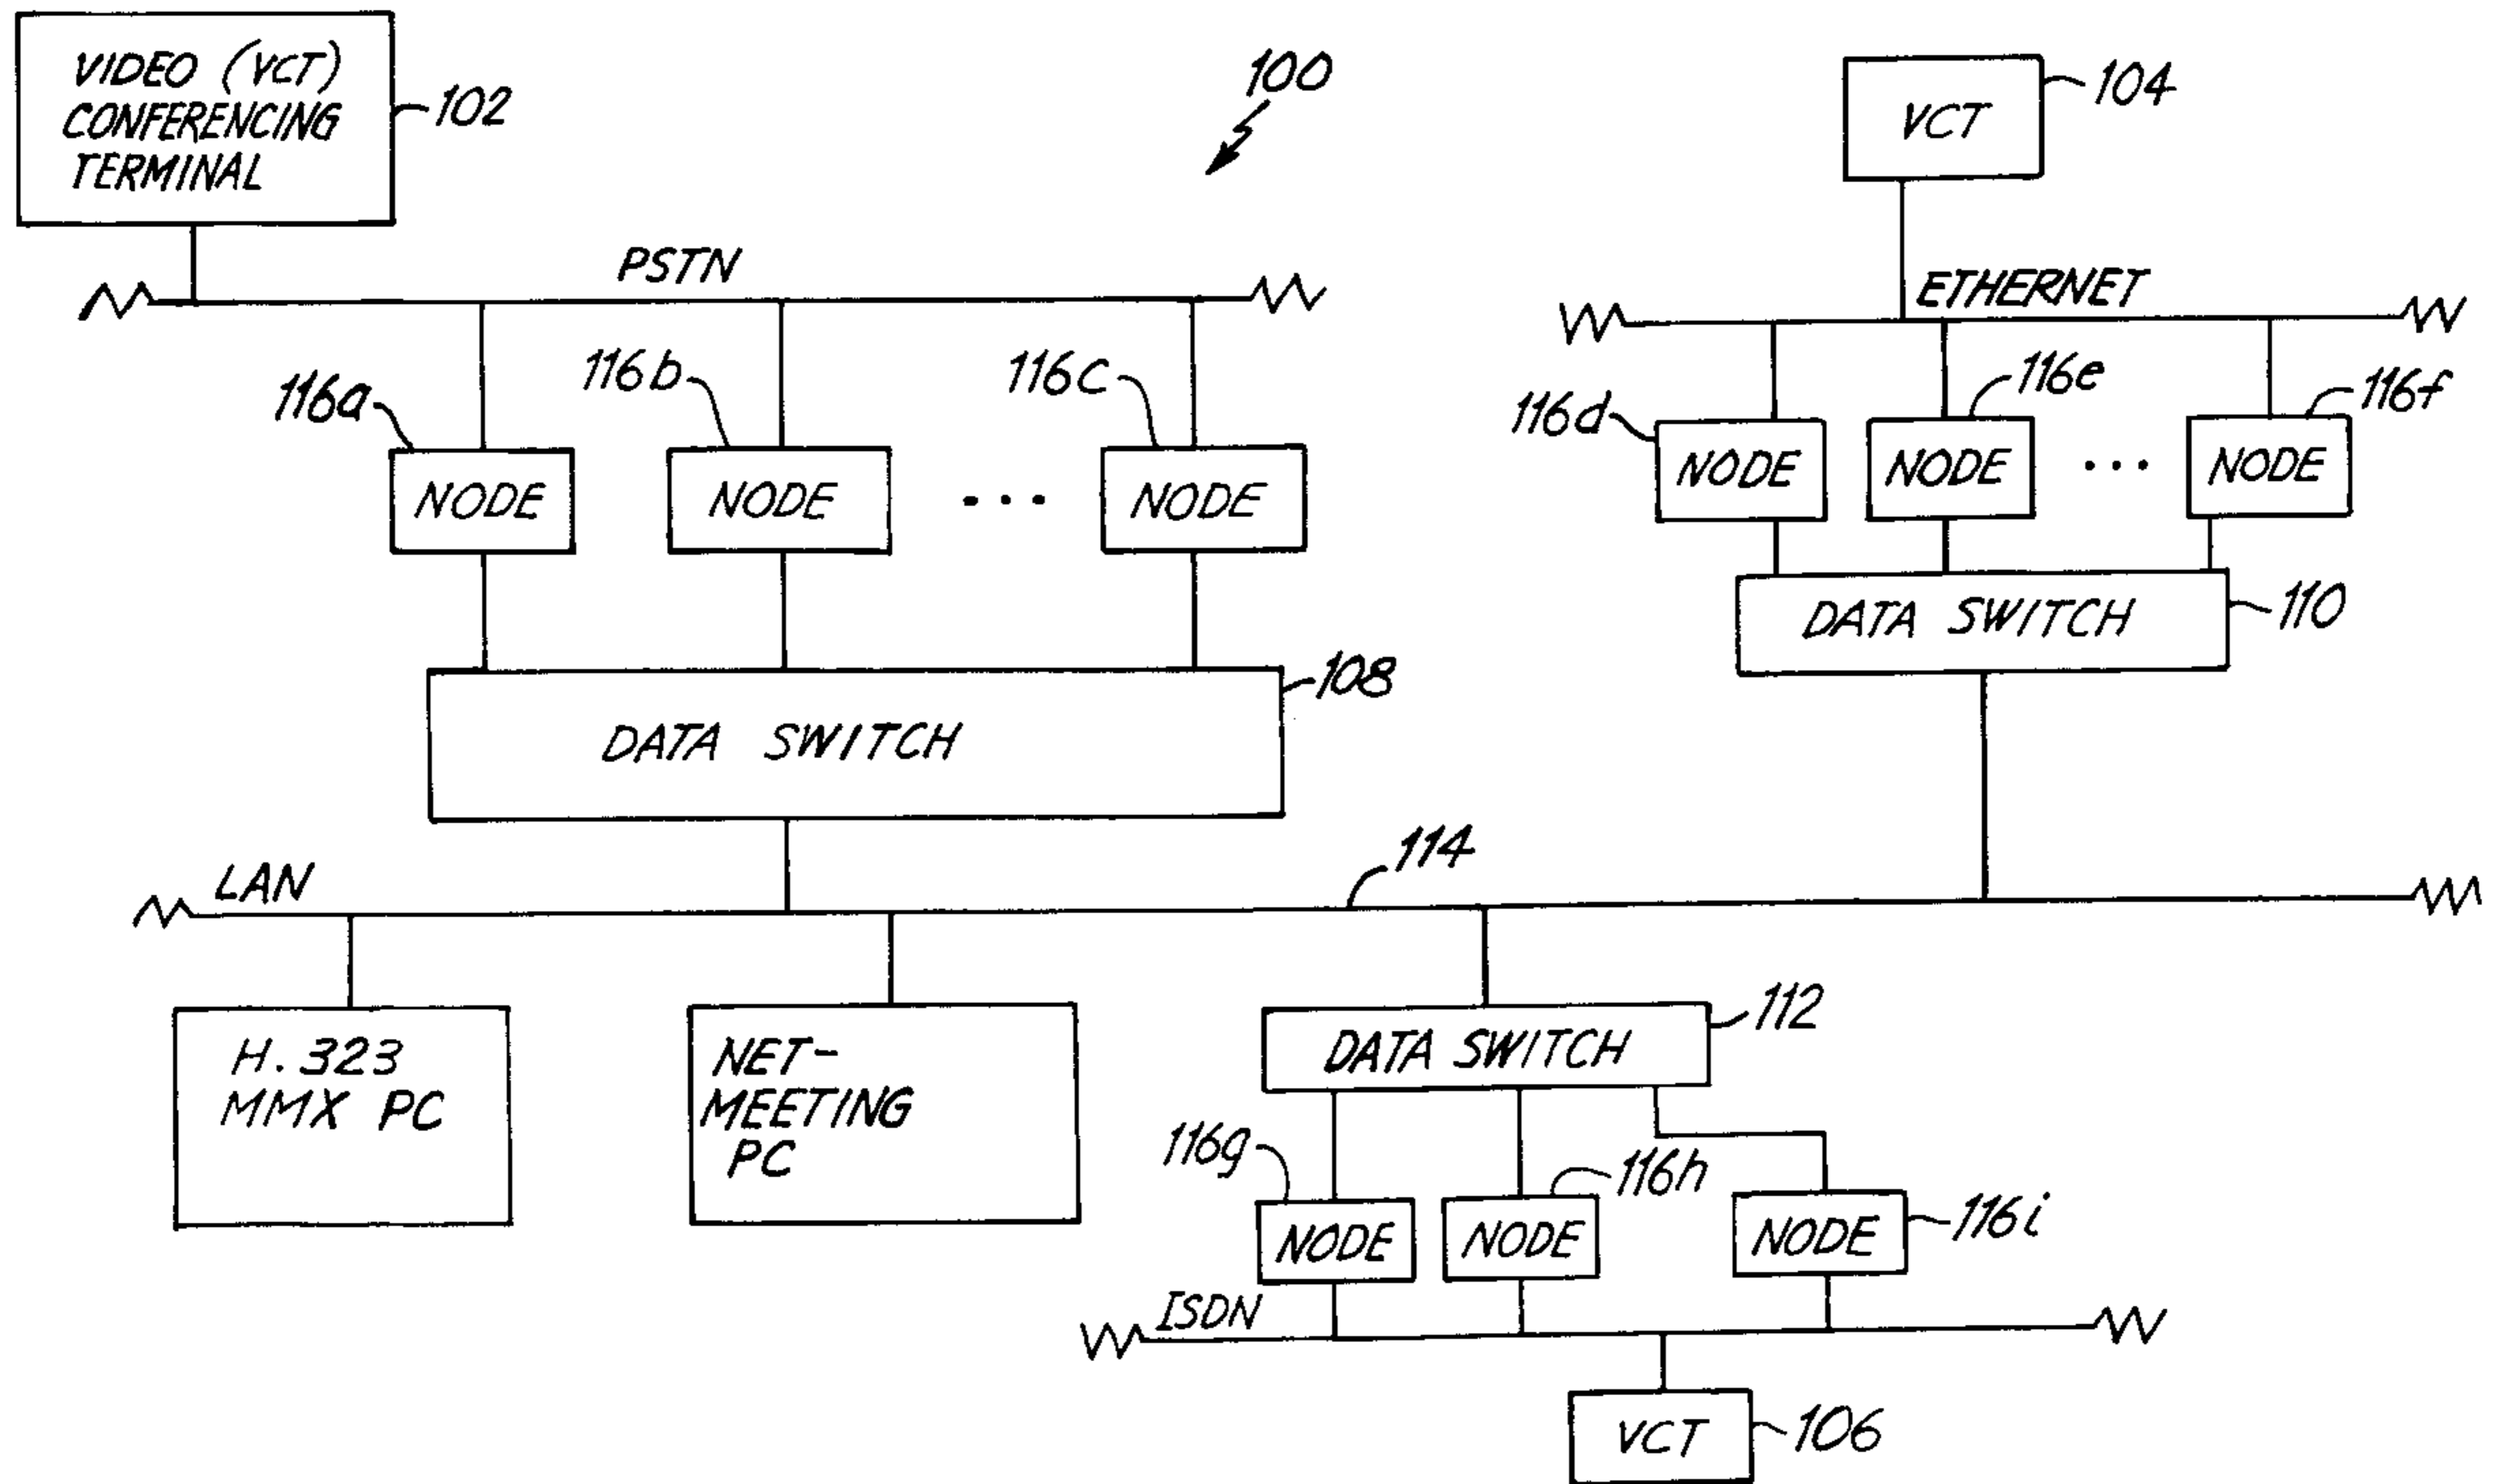 VIDEO (VCT)
CONFERENCING
TERMINAL
102
100
VCT
104
PSTN
ETHERNET
116a
116b
116c
116d
116e
116f
NODE
NODE
...
NODE
NODE
NODE
...
NODE
DATA SWITCH
110
DATA SWITCH
108
LAN
114
H.323
MMX PC
NET-
MEETING
PC
DATA SWITCH
112
116g
116h
NODE
NODE
NODE
116i
ISDN
VCT
106